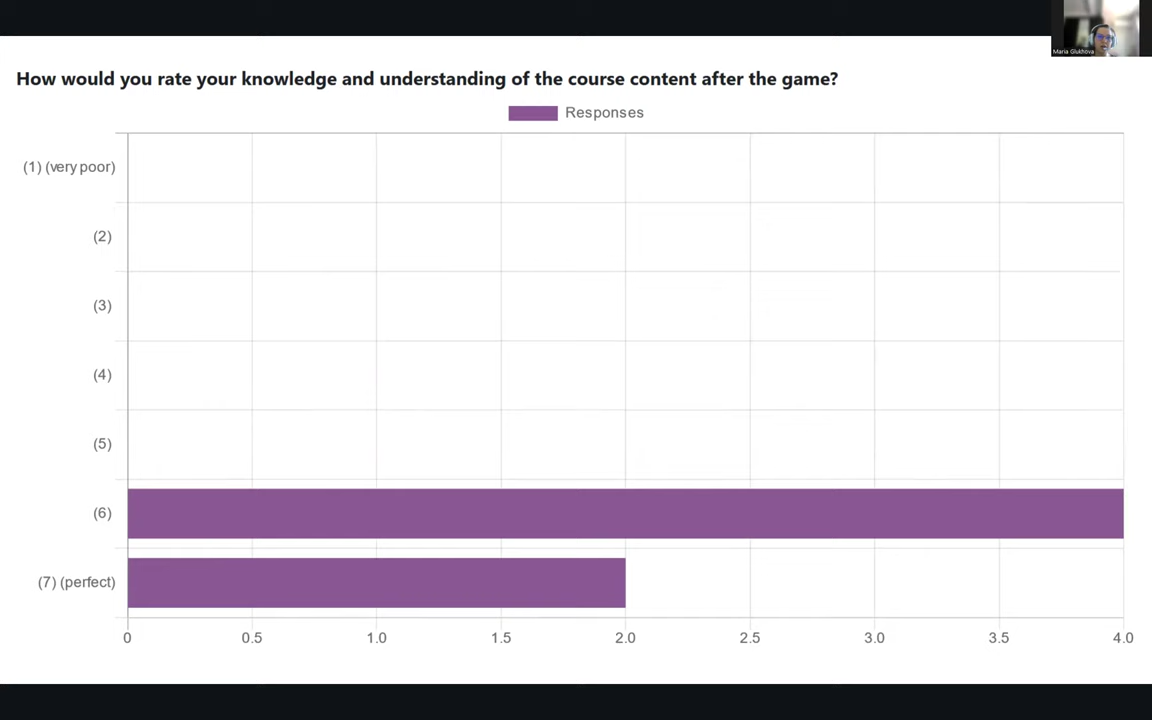 Maria Glukhova
How would you rate your knowledge and understanding of the course content after the game?
Responses
(1) (very poor)
(2)
(3)
(4)
(5)
(6)
(7) (perfect)
0 0.5 1.0 1.5 2.0 2.5 3.0 3.5 4.0